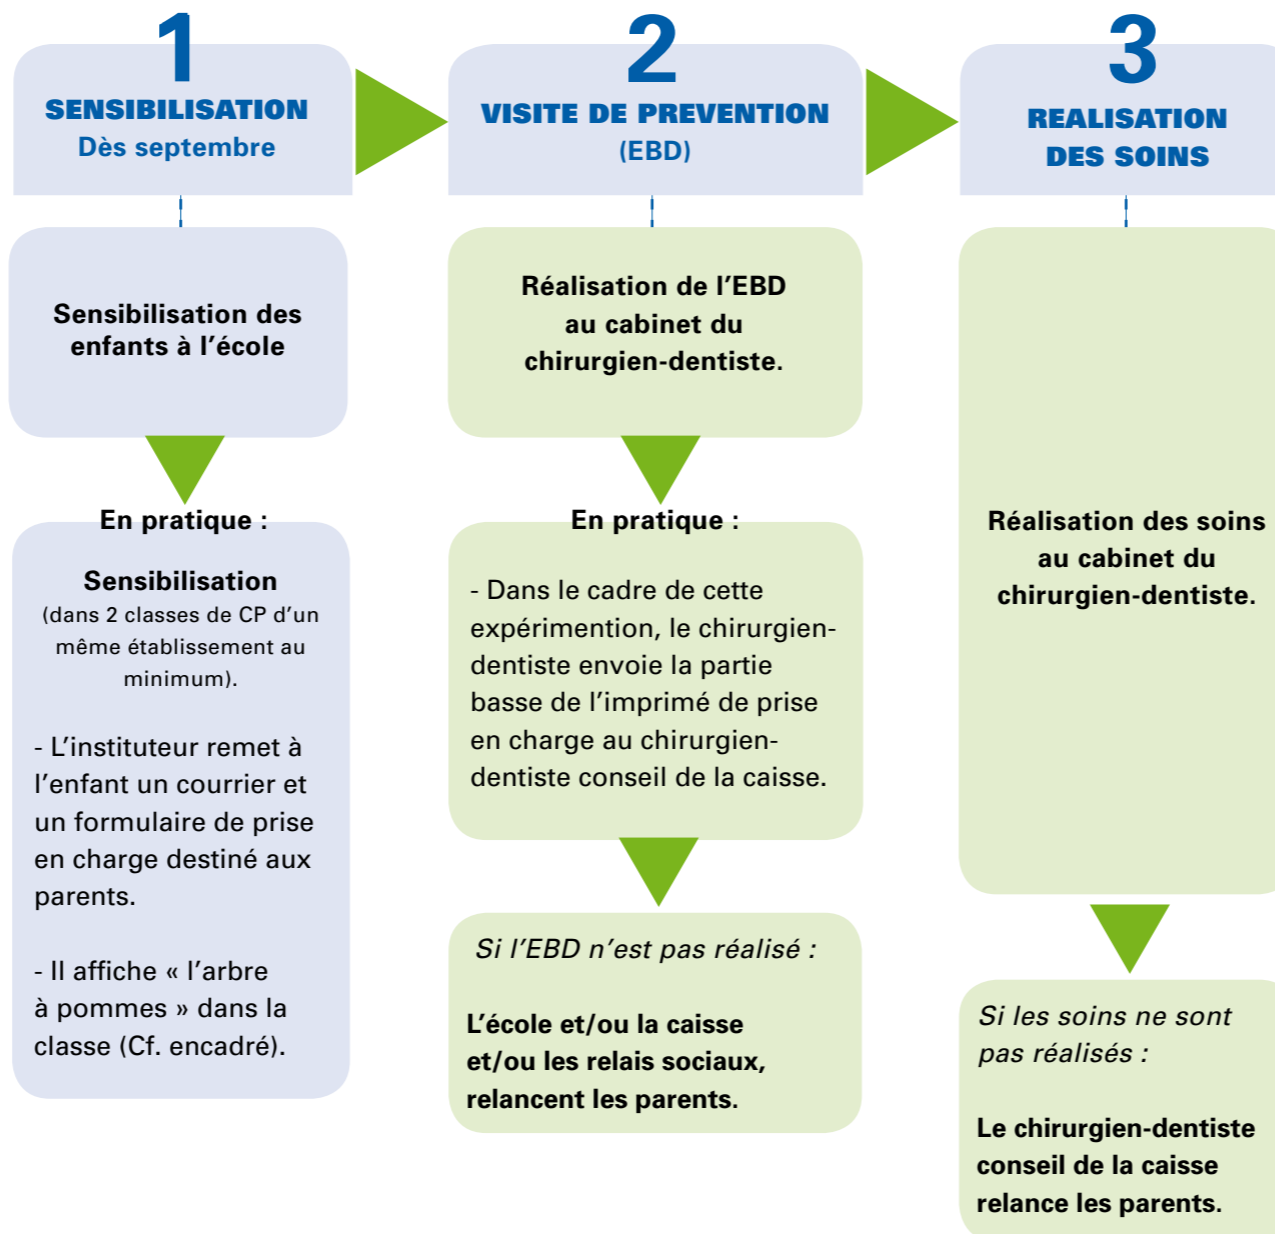 1
SENSIBILISATION
Dès septembre
Sensibilisation des
enfants à l’école
En pratique :
Sensibilisation
(dans 2 classes de CP d’un
même établissement au
minimum).
- L’instituteur remet à
l’enfant un courrier et
un formulaire de prise
en charge destiné aux
parents.
- Il affiche « l’arbre
à pommes » dans la
classe (Cf. encadré).
2
VISITE DE PREVENTION
(EBD)
Réalisation de l’EBD
au cabinet du
chirurgien-dentiste.
En pratique :
- Dans le cadre de cette
expérimention, le chirurgien-
dentiste envoie la partie
basse de l’imprimé de prise
en charge au chirurgien-
dentiste conseil de la caisse.
Si l’EBD n’est pas réalisé :
L’école et/ou la caisse
et/ou les relais sociaux,
relancent les parents.
3
REALISATION
DES SOINS
Réalisation des soins
au cabinet du
chirurgien-dentiste.
Si les soins ne sont
pas réalisés :
Le chirurgien-dentiste
conseil de la caisse
relance les parents.